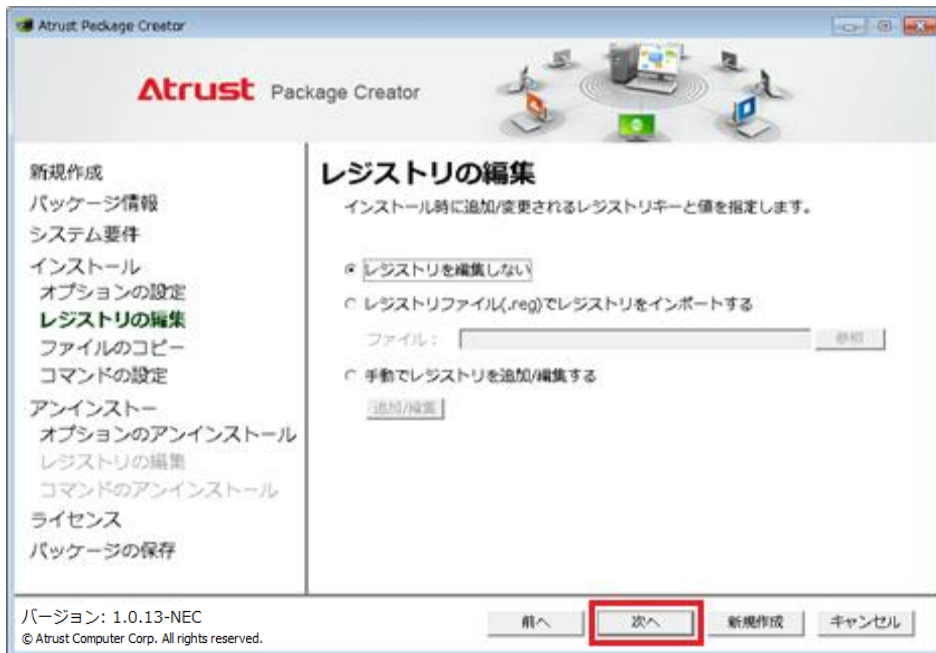 Atrust Package Creator
Atrust Package Creator
新規作成
パッケージ情報
システム要件
インストール
オプションの設定
レジストリの編集
ファイルのコピー
コマンドの設定
アンインストー
オプションのアンインストール
レジストリの編集
コマンドのアンインストール
ライセンス
パッケージの保存
レジストリの編集
インストール時に追加/変更されるレジストリキーと値を指定します。
レジストリを編集しない
レジストリファイル(.reg)でレジストリをインポートする
ファイル： 参照
手動でレジストリを追加/編集する
追加/編集
バージョン: 1.0.13-NEC
© Atrust Computer Corp. All rights reserved.
前へ 次へ 新規作成 キャンセル